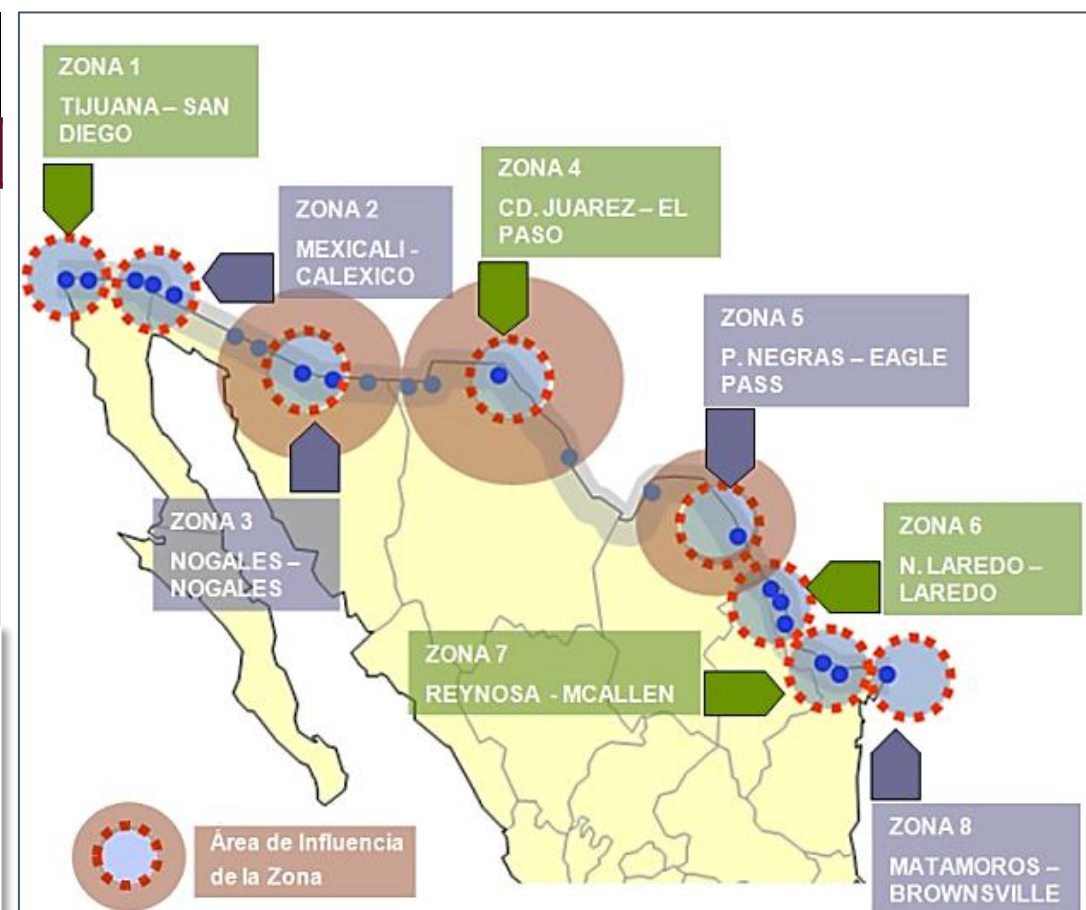 ZONA 1
TIJUANA – SAN
DIEGO
ZONA 2
MEXICALI -
CALEXICO
ZONA 4
CD. JUAREZ – EL
PASO
ZONA 5
P. NEGRAS – EAGLE
PASS
ZONA 3
NOGALES –
NOGALES
ZONA 6
N. LAREDO –
LAREDO
ZONA 7
REYNOSA - MCALLEN
ZONA 8
MATAMOROS –
BROWNSVILLE
Área de Influencia
de la Zona